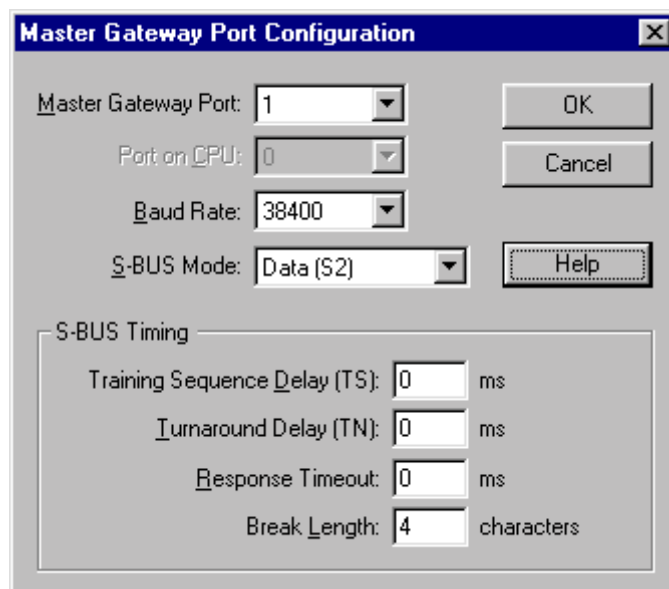 Master Gateway Port Configuration
Master Gateway Port: 1
OK
Port on CPU: 0
Cancel
Baud Rate: 38400
S-BUS Mode: Data (S2)
Help
S-BUS Timing
Training Sequence Delay (TS): 0 ms
Turnaround Delay (TN): 0 ms
Response Timeout: 0 ms
Break Length: 4 characters